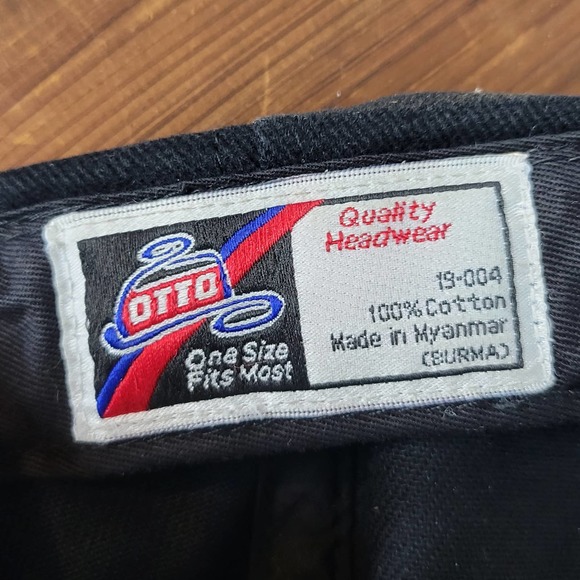 OTTO
One Size
Fits Most
Quality
Headwear
19-004
100% Cotton
Made in Myanmar
(BURMA)